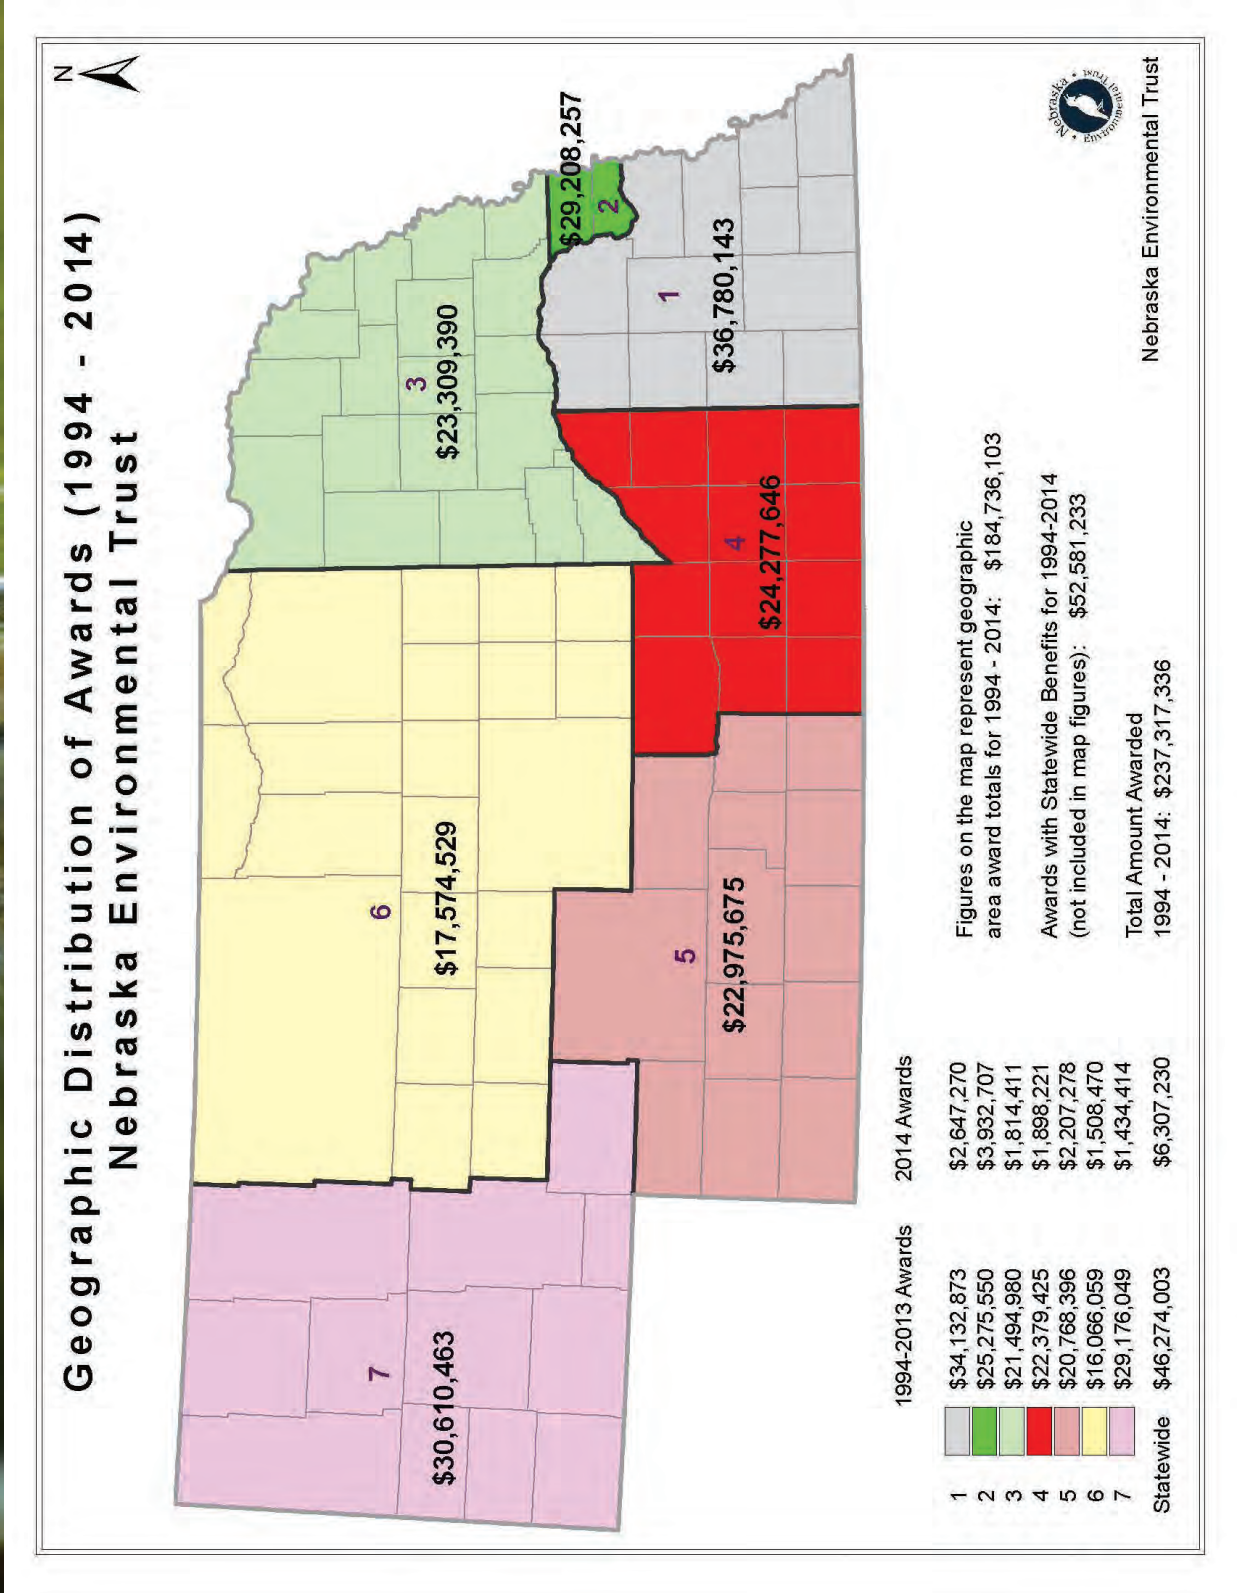 Geographic Distribution of Awards (1994 - 2014)
Nebraska Environmental Trust
N
7
$30,610,463
6
$17,574,529
3
$23,309,390
$29,208,257
2
1
$36,780,143
4
$24,277,646
5
$22,975,675
1994-2013 Awards 2014 Awards
1 $34,132,873 $2,647,270
2 $25,275,550 $3,932,707
3 $21,494,980 $1,814,411
4 $22,379,425 $1,898,221
5 $20,768,396 $2,207,278
6 $16,066,059 $1,508,470
7 $29,176,049 $1,434,414
Statewide $46,274,003 $6,307,230
Figures on the map represent geographic
area award totals for 1994 - 2014: $184,736,103
Awards with Statewide Benefits for 1994-2014
(not included in map figures): $52,581,233
Total Amount Awarded
1994 - 2014: $237,317,336
Nebraska
Environmental Trust
Nebraska Environmental Trust